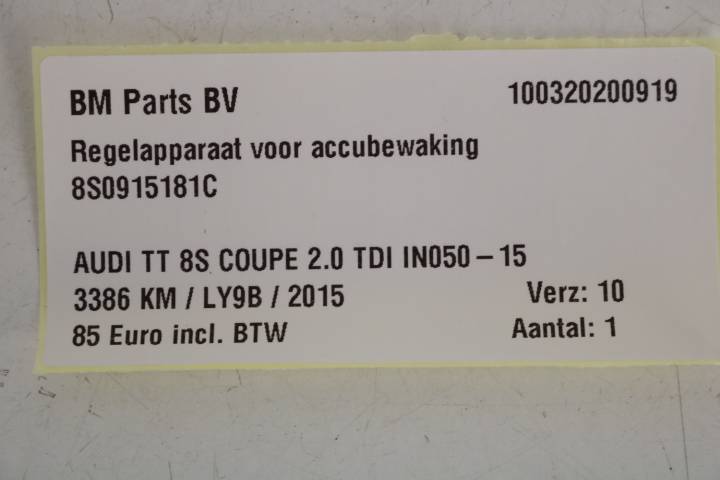 BM Parts BV 100320200919
Regelapparaat voor accubewaking
8S0915181C
AUDI TT 8S COUPE 2.0 TDI IN050-15
3386 KM / LY9B / 2015 Verz: 10
85 Euro incl. BTW Aantal: 1